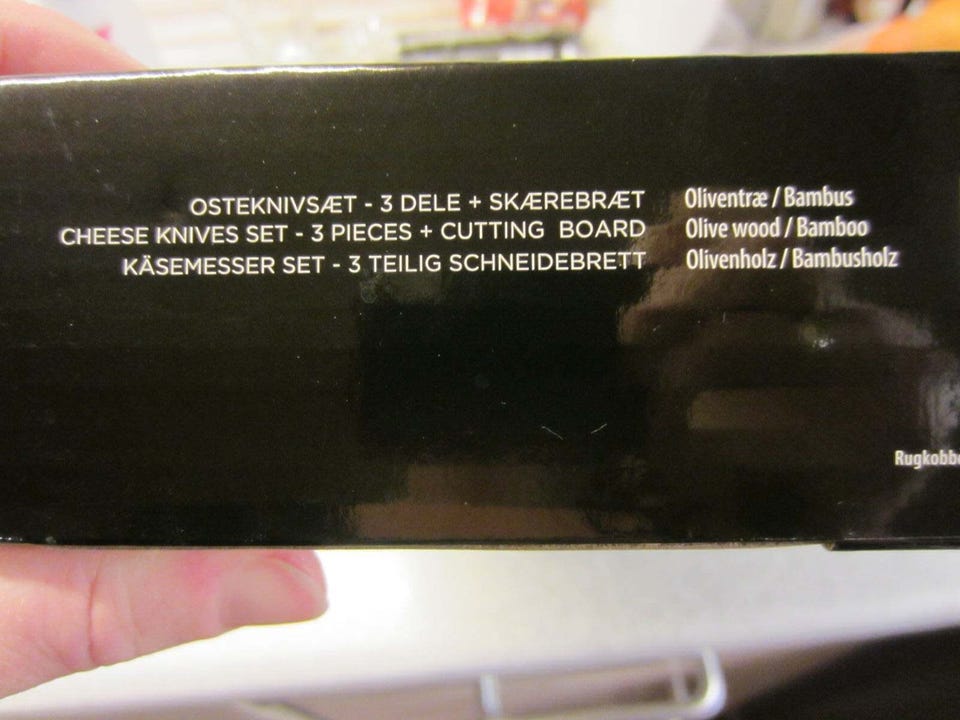 OSTEKNIVSÆT - 3 DELE + SKÆREBRÆT Oliventræ / Bambus
CHEESE KNIVES SET - 3 PIECES + CUTTING BOARD Olive wood / Bamboo
KÄSEMESSER SET - 3 TEILIG SCHNEIDEBRETT Olivenholz / Bambusholz